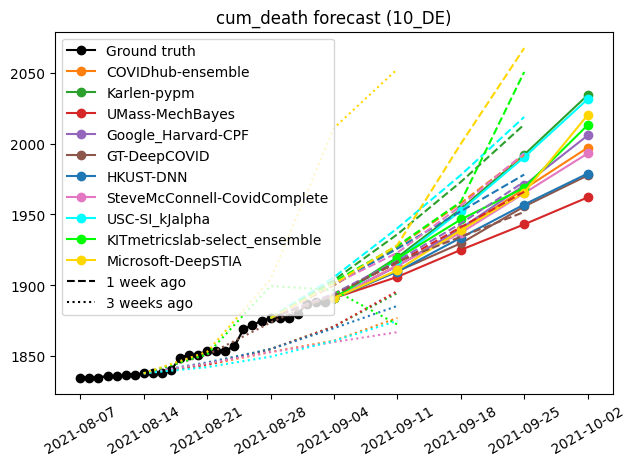 cum_death forecast (10_DE)
Ground truth
COVIDhub-ensemble
Karlen-pypm
UMass-MechBayes
Google_Harvard-CPF
GT-DeepCOVID
HKUST-DNN
SteveMcConnell-CovidComplete
USC-SI_kJalpha
KITmetricslab-select_ensemble
Microsoft-DeepSTIA
1 week ago
3 weeks ago
2050
2000
1950
1900
1850
2021-08-07
2021-08-14
2021-08-21
2021-08-28
2021-09-04
2021-09-11
2021-09-18
2021-09-25
2021-10-02